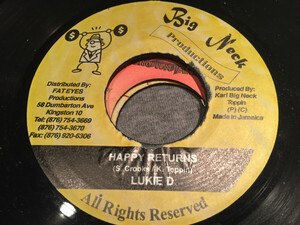 $ $
Big Neck
Productions
Distributed By:
FAT EYES
Productions
58 Dumbarton Ave
Kingston 10
Tel: (876) 754-3669
(876) 754-3670
Fax: (876) 920-6306
Produced By:
Karl Big Neck
Toppin
(P) (C)
Made in Jamaica
HAPPY RETURNS
(S. Crooks / K. Toppin)
LUKIE D
All Rights Reserved